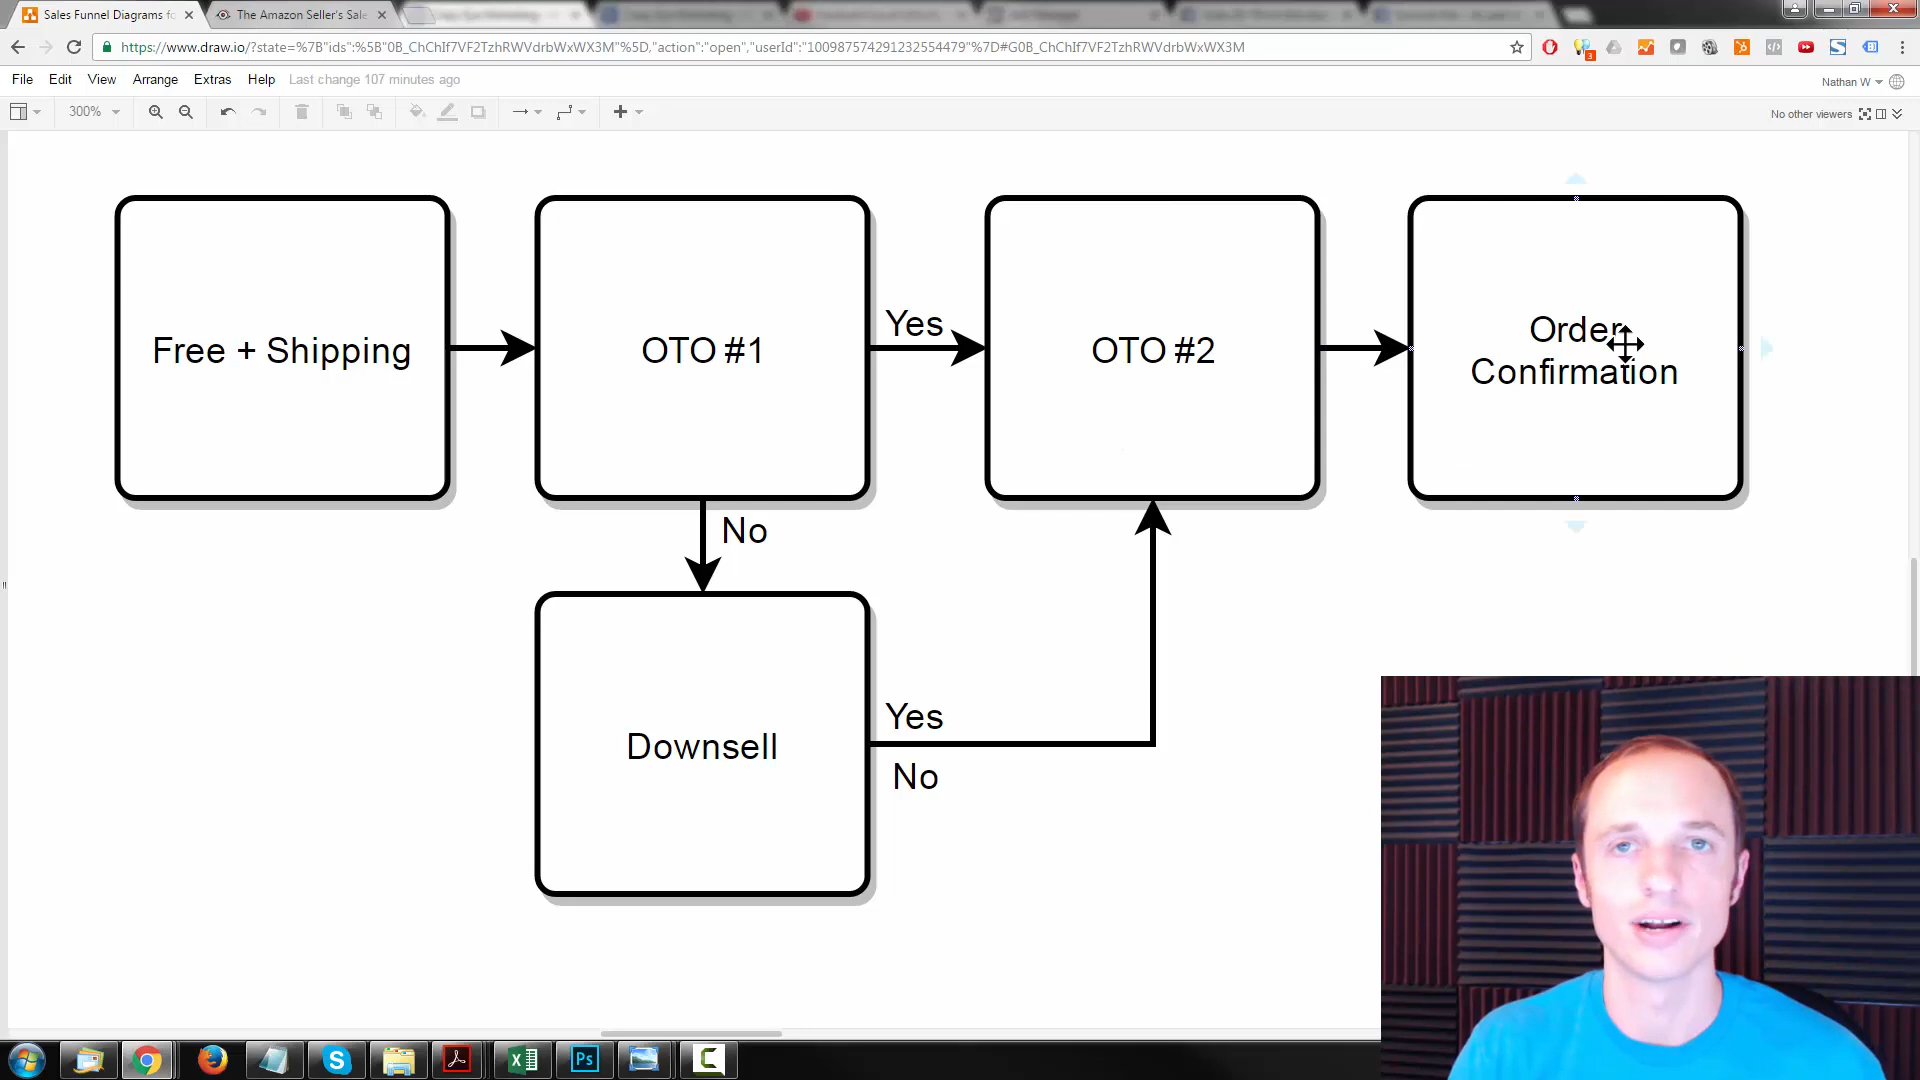 Sales Funnel Diagrams fo
The Amazon Seller's Sale
https://www.draw.io/?state=%7B"ids":%5B"0B_ChChIf7VF2TzhRWVdrbWxWX3M"%5D,"action":"open","userId":"100987574291232554479"%7D#G0B_ChChIf7VF2TzhRWVdrbWxWX3M
3
File Edit View Arrange Extras Help Last change 107 minutes ago
Nathan W
300%
No other viewers
Free + Shipping
OTO #1
Yes
OTO #2
Order
Confirmation
No
Downsell
Yes
No